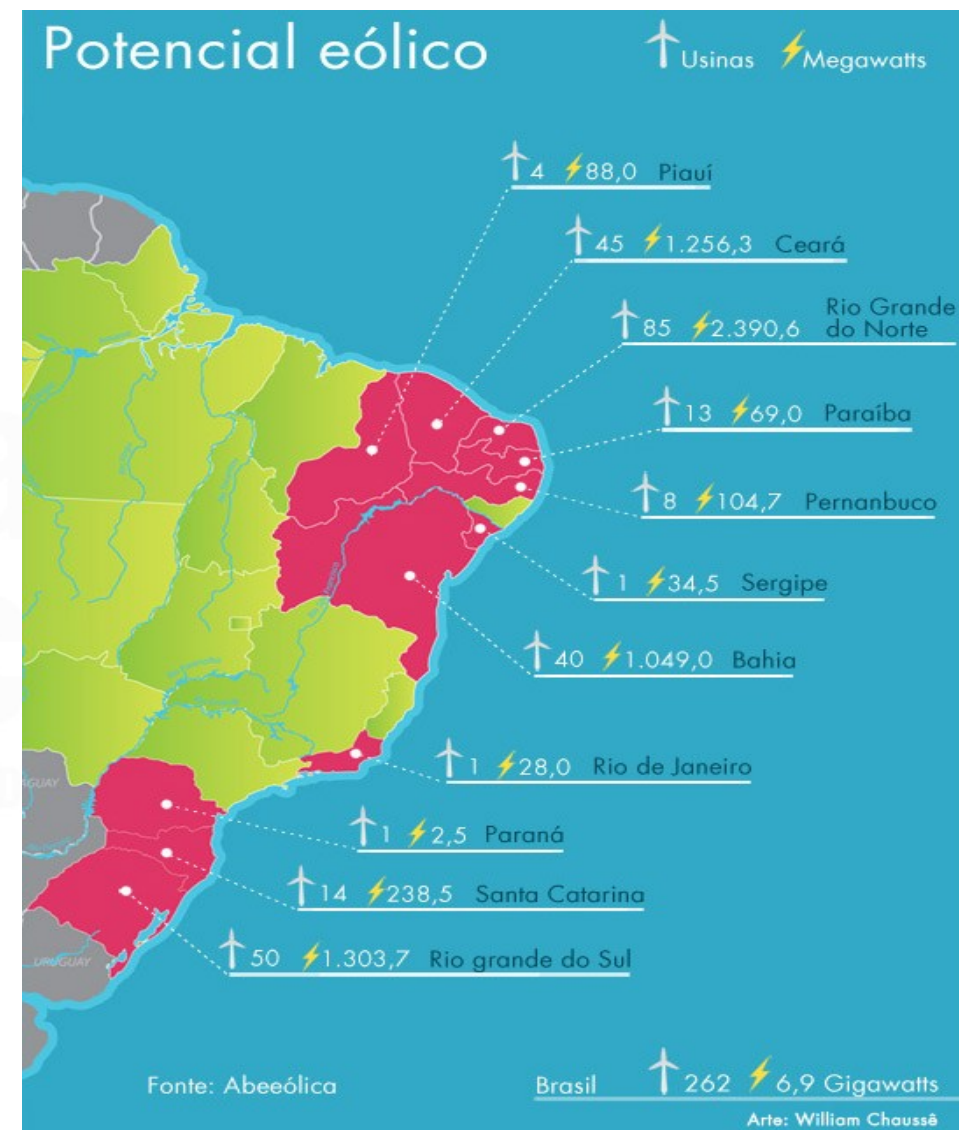 Potencial eólico
Usinas Megawatts
4 88,0 Piauí
45 1.256,3 Ceará
85 2.390,6 Rio Grande
do Norte
13 69,0 Paraíba
8 104,7 Pernanbuco
1 34,5 Sergipe
40 1.049,0 Bahia
1 28,0 Rio de Janeiro
1 2,5 Paraná
14 238,5 Santa Catarina
50 1.303,7 Rio grande do Sul
AGUAY
URUGUAY
Fonte: Abeeólica
Brasil 262 6,9 Gigawatts
Arte: William Chaussê